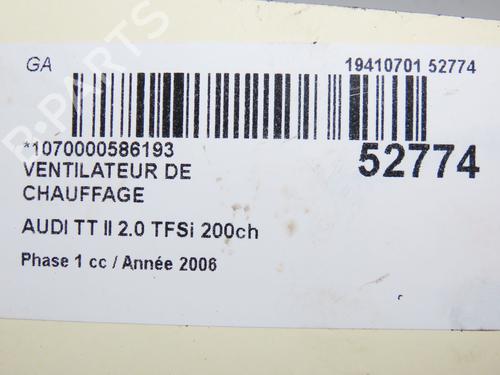 GA
19410701 52774
*1070000586193
52774
VENTILATEUR DE
CHAUFFAGE
AUDI TT II 2.0 TFSi 200ch
Phase 1 cc / Année 2006
B-PARTS